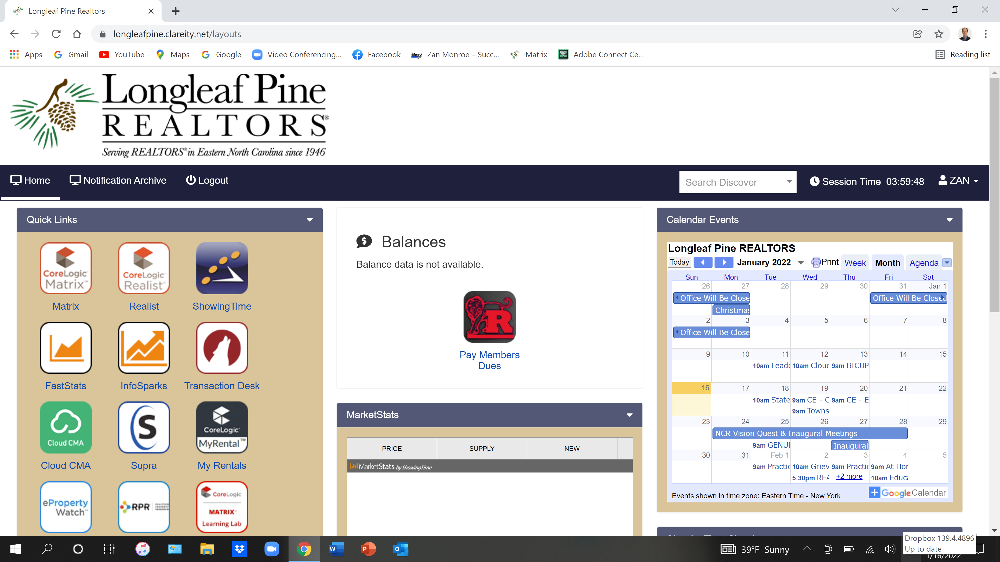 Longleaf Pine Realtors
longleafpine.clareity.net/layouts
Apps Gmail YouTube Maps Google Video Conferencing... Facebook Zan Monroe – Succ... Matrix Adobe Connect Ce... Reading list
Longleaf Pine
REALTORS®
Serving REALTORS® in Eastern North Carolina since 1946
Home Notification Archive Logout Search Discover Session Time 03:59:48 ZAN
Quick Links
CoreLogic
Matrix™
Matrix
CoreLogic
Realist
Realist
ShowingTime
FastStats
InfoSparks
Transaction Desk
Cloud CMA
Cloud CMA
S
Supra
CoreLogic
MyRental™
My Rentals
eProperty
Watch™
RPR
CoreLogic
MATRIX™
Learning Lab
Balances
Balance data is not available.
R
Pay Members
Dues
MarketStats
PRICE SUPPLY NEW
MarketStats by ShowingTime
Calendar Events
Longleaf Pine REALTORS
Today January 2022 Print Week Month Agenda
Sun Mon Tue Wed Thu Fri Sat
26 27 28 29 30 31 Jan 1
Office Will Be Close Office Will Be Closed
Christmas
2 3 4 5 6 7 8
Office Will Be Close
9 10 11 12 13 14 15
10am Leade 10am Cloud 9am BICUP
16 17 18 19 20 21 22
10am State 9am CE - G 9am CE - E
9am Towns
23 24 25 26 27 28 29
NCR Vision Quest & Inaugural Meetings
9am GENUI Inaugural
30 31 Feb 1 2 3 4 5
9am Practic 10am Griev 9am Practic 9am At Hor
5:30pm REA +2 more 10am Educa
Events shown in time zone: Eastern Time - New York
Google Calendar
39°F Sunny
Dropbox 139.4.4896
Up to date
1/16/2022